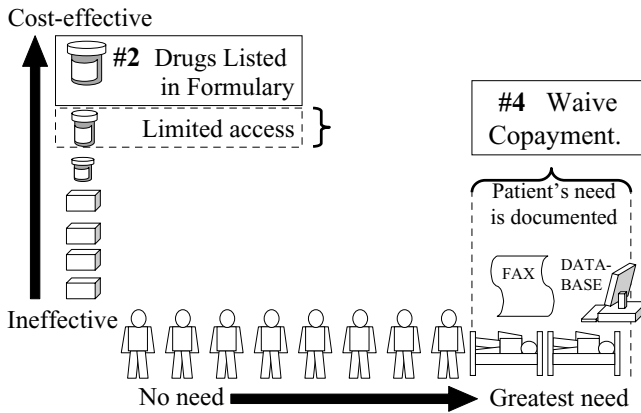 Cost-effective
#2 Drugs Listed
in Formulary
Limited access
#4 Waive
Copayment.
Patient's need
is documented
FAX
DATA-
BASE
Ineffective
No need
Greatest need